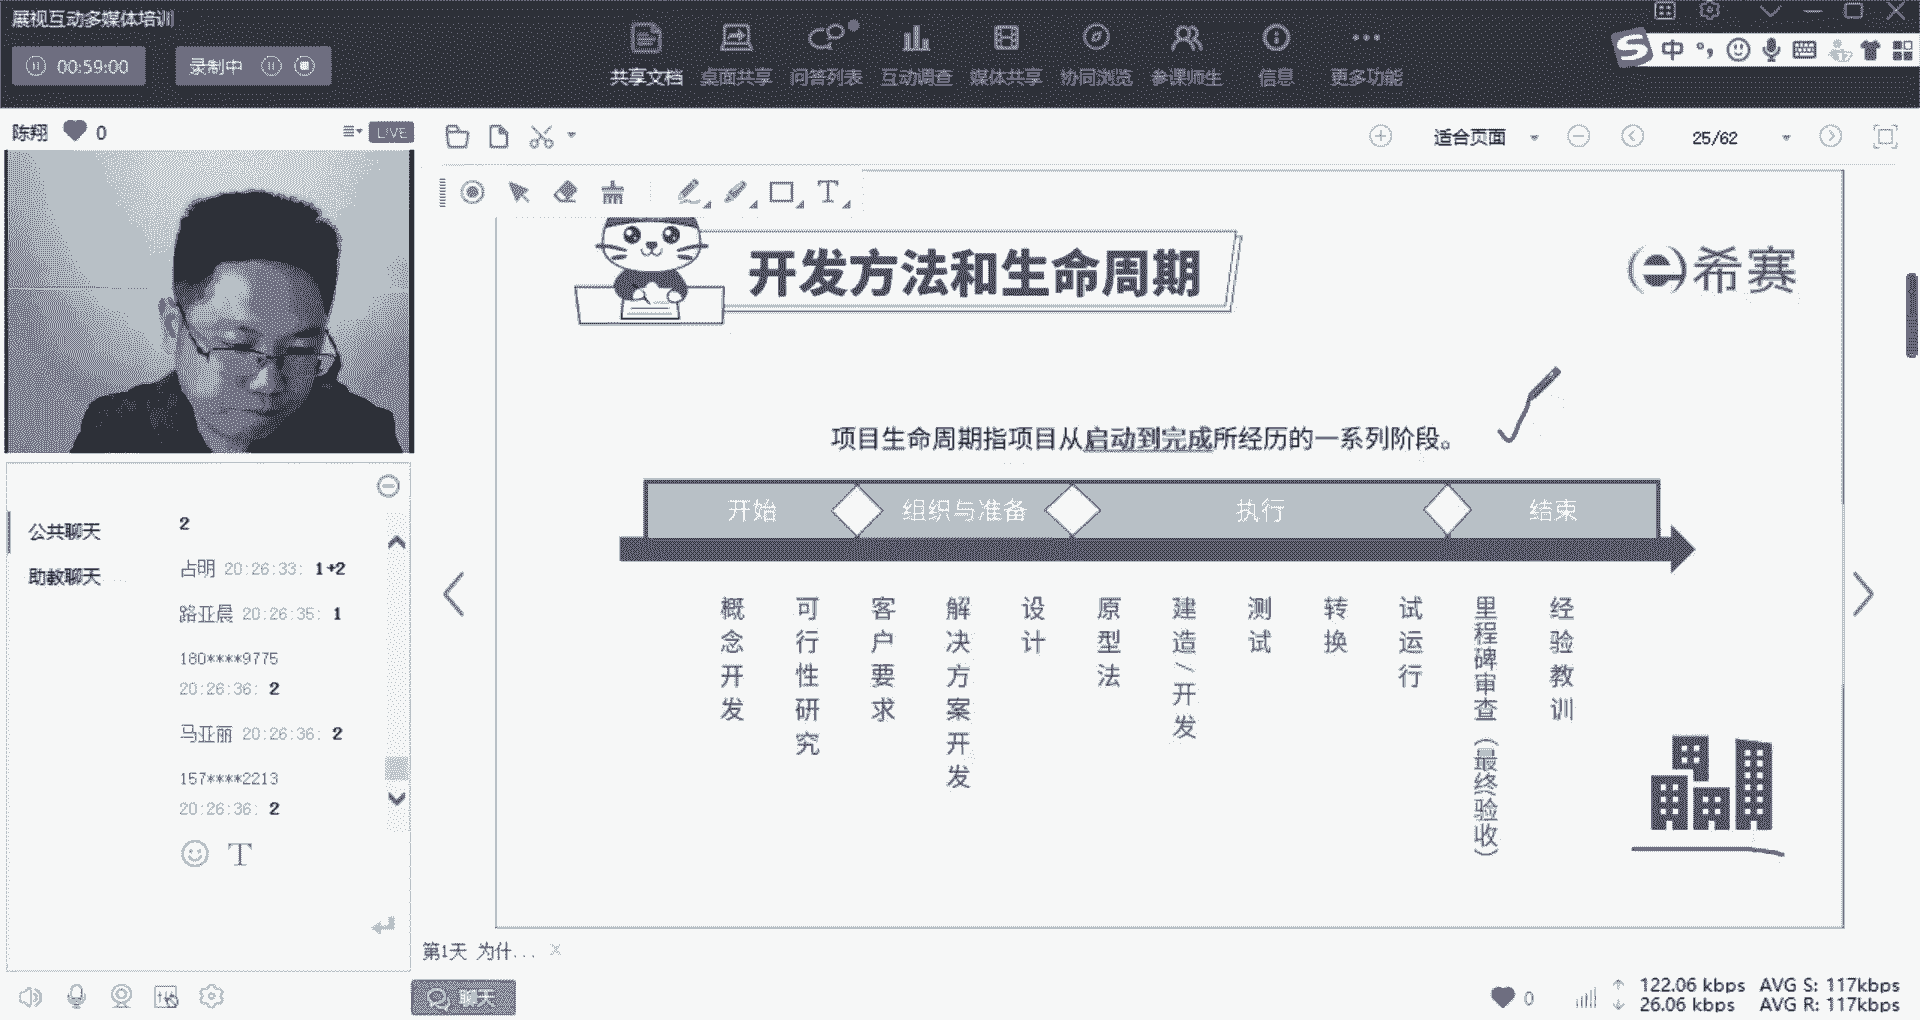 展视互动多媒体培训
00:59:00
录制中
共享文档 桌面共享 问答列表 互动调查 媒体共享 协同浏览 参课师生 信息 更多功能
中
陈翔 0
LIVE
适合页面
25/62
T
开发方法和生命周期
希赛
项目生命周期指项目从启动到完成所经历的一系列阶段。
开始 组织与准备 执行 结束
概念开发
可行性研究
客户要求
解决方案开发
设计
原型法
建造/开发
测试
转换
试运行
里程碑审查（最终验收）
经验教训
公共聊天
助教聊天
2
占明 20:26:33: 1+2
路亚晨 20:26:35: 1
180****9775
20:26:36: 2
马亚丽 20:26:36: 2
157****2213
20:26:36: 2
T
第1天 为什...
聊天
0
122.06 kbps AVG S: 117kbps
26.06 kbps AVG R: 117kbps